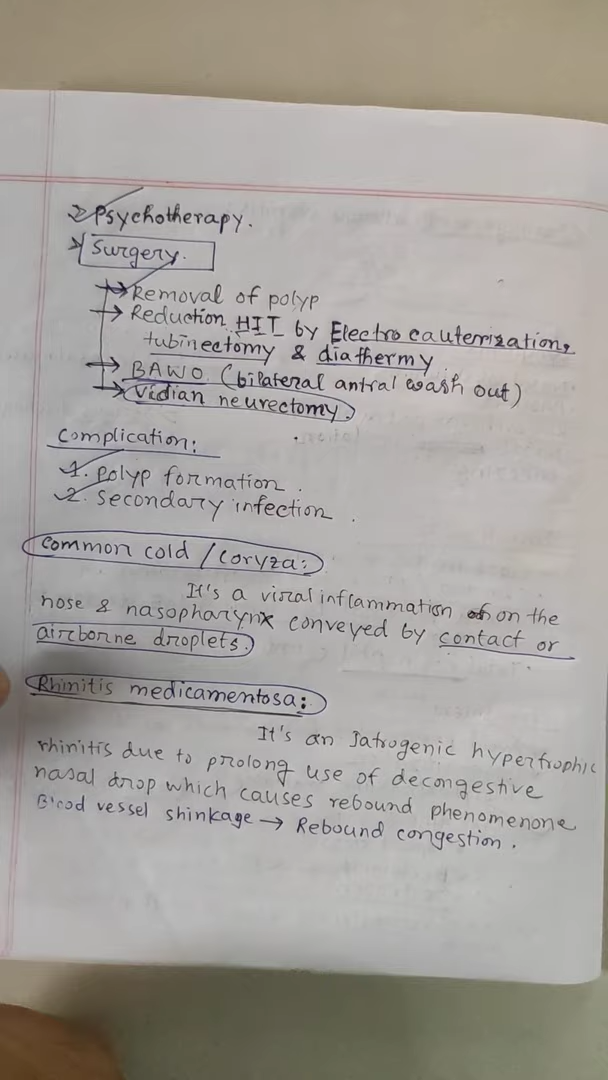 Psychotherapy.
Surgery.
→ Removal of polyp
→ Reduction HIT by Electro cauterization,
tubinectomy & diathermy
→ BAWO (bilateral antral wash out)
→ Vidian neurectomy.
Complication:
1. Polyp formation.
2. Secondary infection.
Common cold / Coryza:
It's a viral inflammation on the
nose & nasopharynx conveyed by contact or
airborne droplets.
Rhinitis medicamentosa:
It's an Iatrogenic hypertrophic
rhinitis due to prolong use of decongestive
nasal drop which causes rebound phenomenone
Blood vessel shinkage → Rebound congestion.